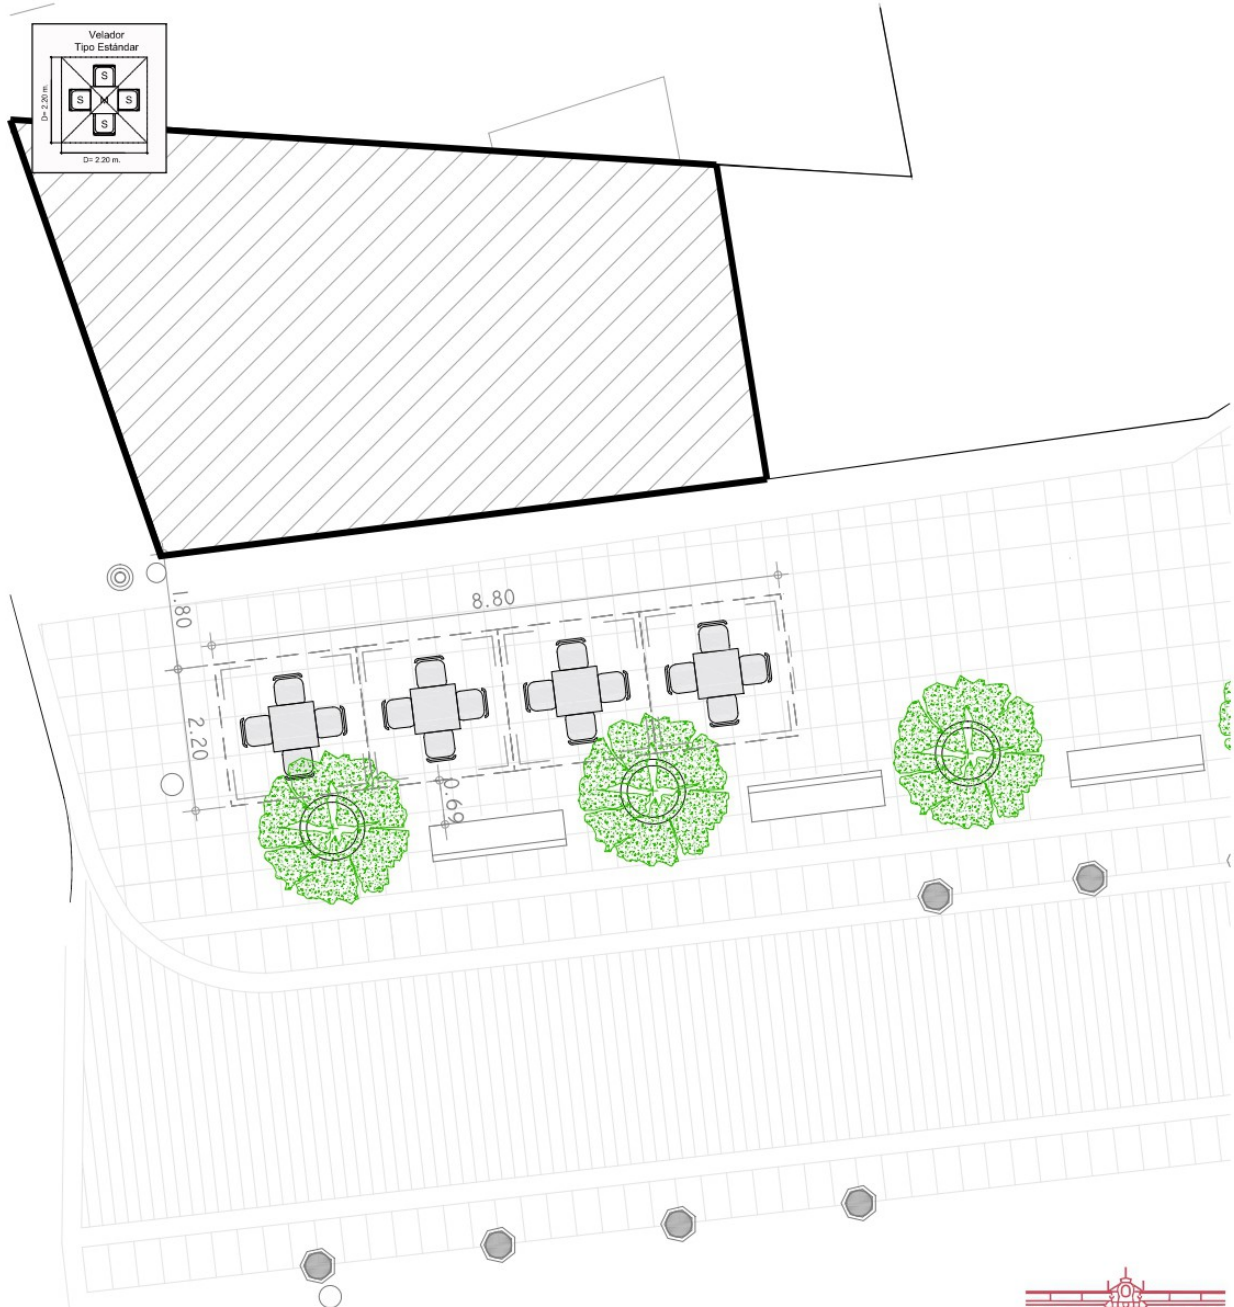 Velador
Tipo Estándar
S
S
M
S
S
D= 2.20 m.
D= 2.20 m.
8.80
1.80
2.20
0.69